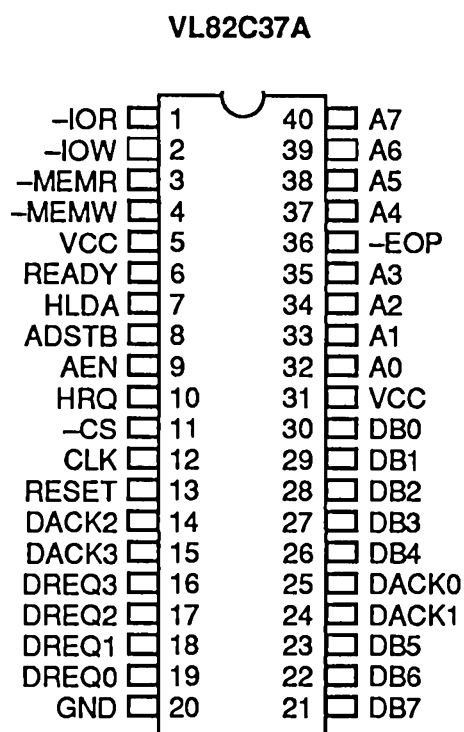 VL82C37A
–IOR 1 40 A7
–IOW 2 39 A6
–MEMR 3 38 A5
–MEMW 4 37 A4
VCC 5 36 –EOP
READY 6 35 A3
HLDA 7 34 A2
ADSTB 8 33 A1
AEN 9 32 A0
HRQ 10 31 VCC
–CS 11 30 DB0
CLK 12 29 DB1
RESET 13 28 DB2
DACK2 14 27 DB3
DACK3 15 26 DB4
DREQ3 16 25 DACK0
DREQ2 17 24 DACK1
DREQ1 18 23 DB5
DREQ0 19 22 DB6
GND 20 21 DB7